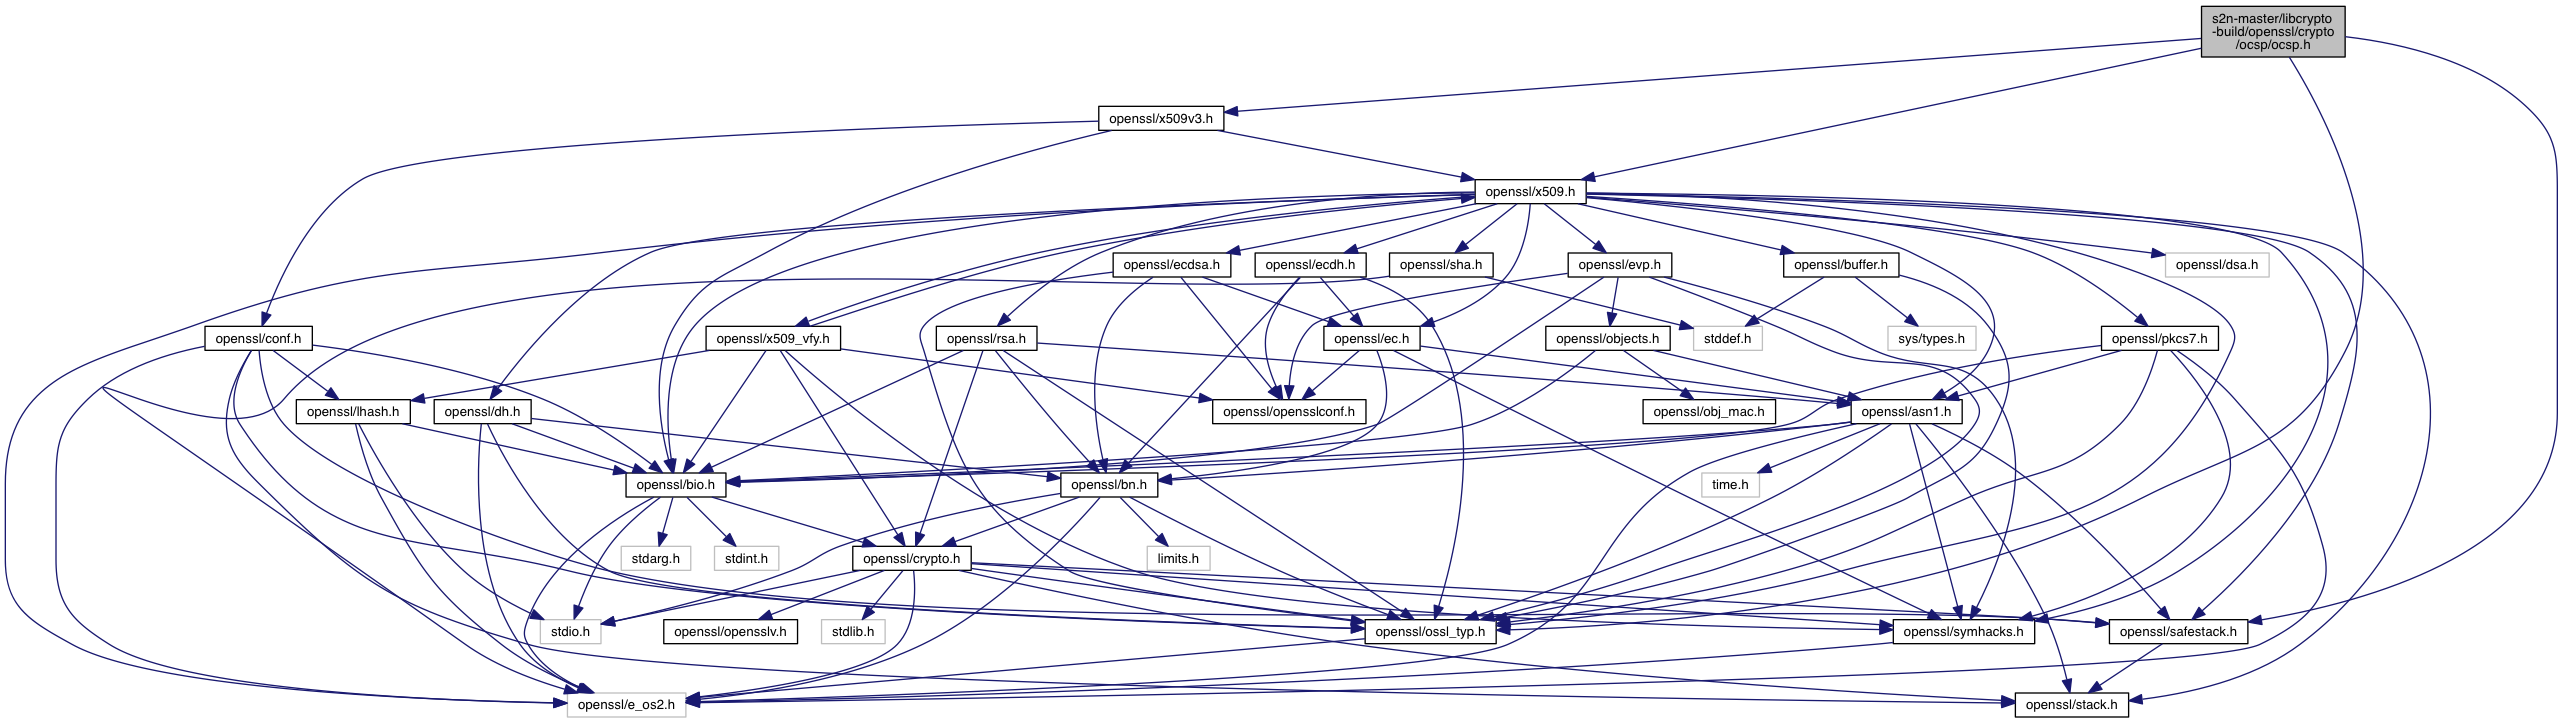 s2n-master/libcrypto
-build/openssl/crypto
/ocsp/ocsp.h
openssl/x509v3.h
openssl/x509.h
openssl/ecdsa.h
openssl/ecdh.h
openssl/sha.h
openssl/evp.h
openssl/buffer.h
openssl/dsa.h
openssl/conf.h
openssl/x509_vfy.h
openssl/rsa.h
openssl/ec.h
openssl/objects.h
stddef.h
sys/types.h
openssl/pkcs7.h
openssl/lhash.h
openssl/dh.h
openssl/opensslconf.h
openssl/obj_mac.h
openssl/asn1.h
openssl/bio.h
openssl/bn.h
time.h
stdarg.h
stdint.h
openssl/crypto.h
limits.h
stdio.h
openssl/opensslv.h
stdlib.h
openssl/ossl_typ.h
openssl/symhacks.h
openssl/safestack.h
openssl/e_os2.h
openssl/stack.h